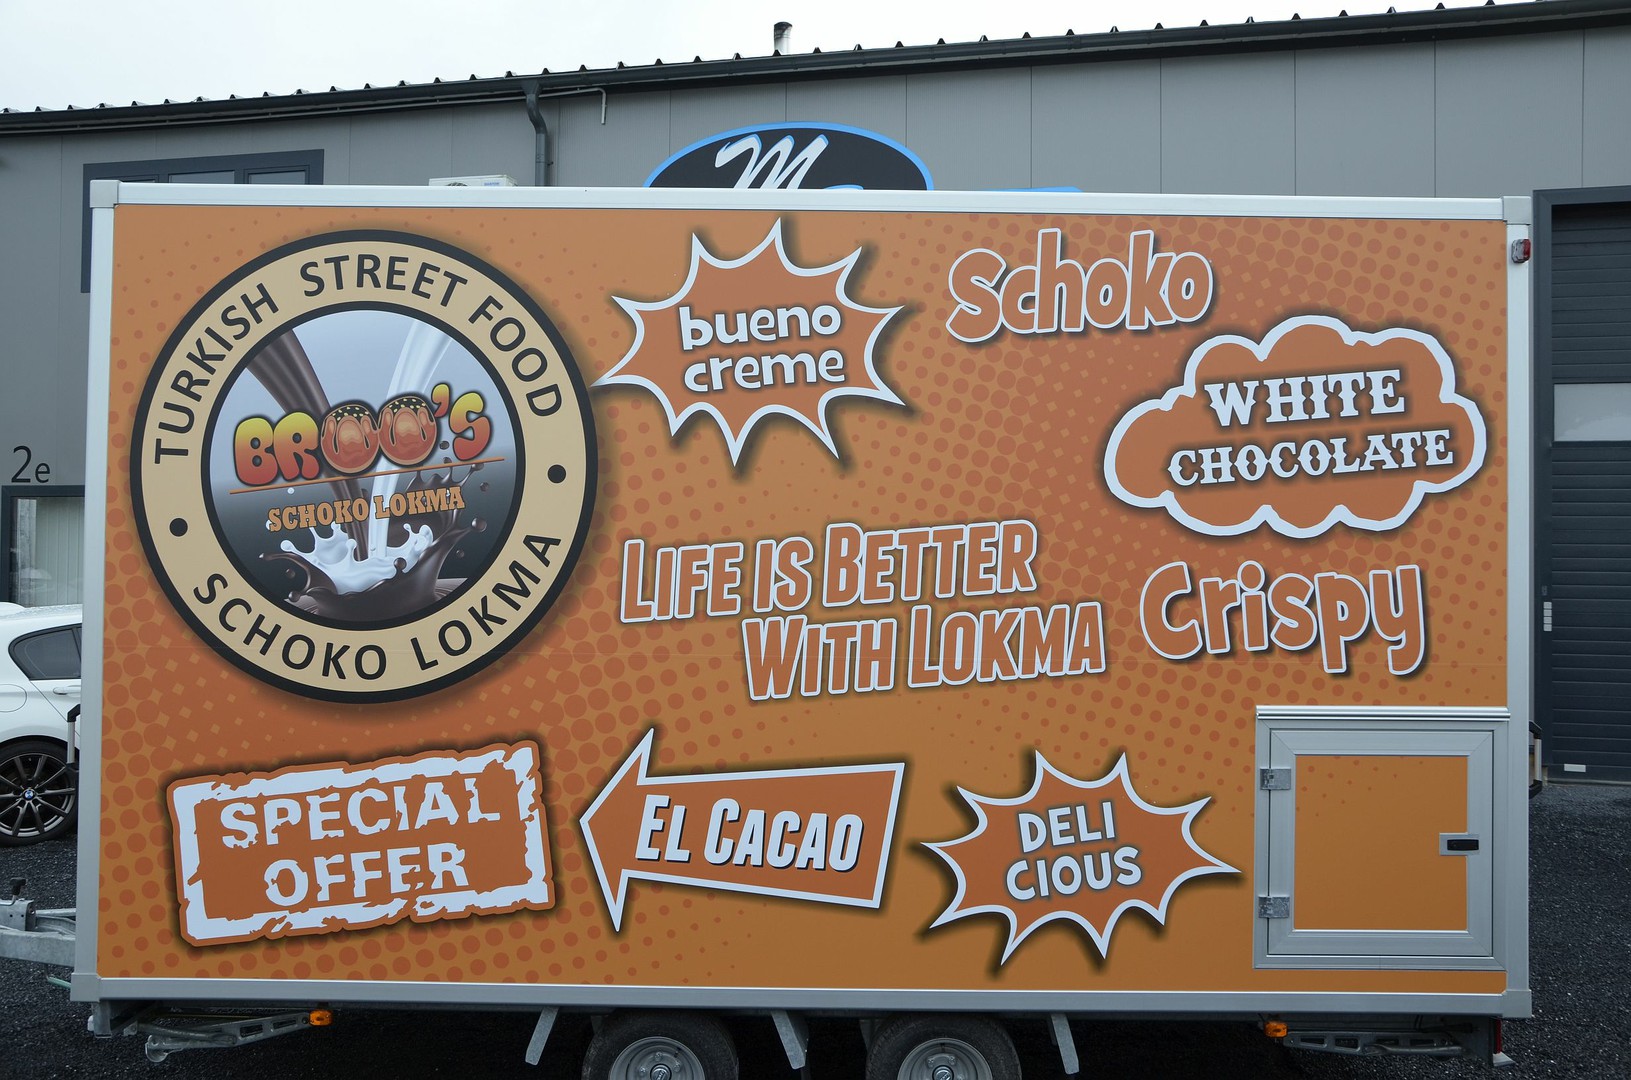 TURKISH STREET FOOD
BROO'S
SCHOKO LOKMA
SCHOKO LOKMA
bueno
creme
Schoko
WHITE
CHOCOLATE
LIFE IS BETTER
WITH LOKMA
Crispy
SPECIAL
OFFER
EL CACAO
DELI
CIOUS
M
2e